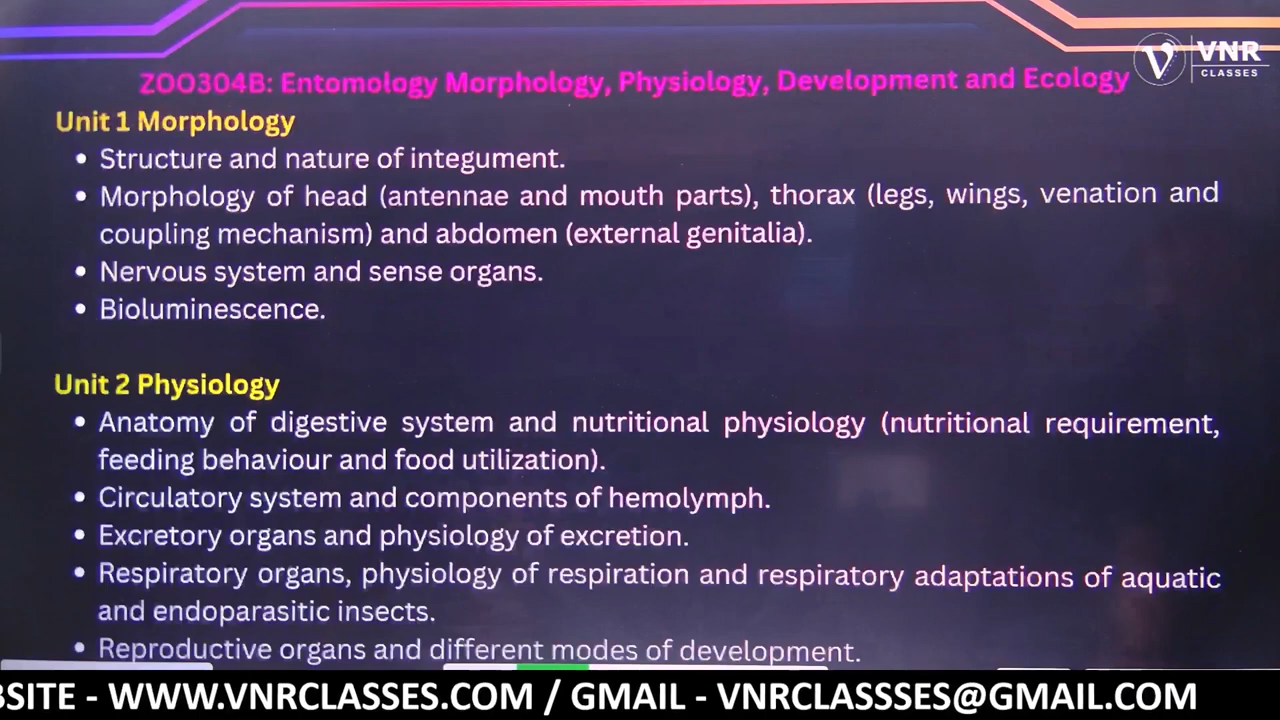 VNR
CLASSES
ZOO304B: Entomology Morphology, Physiology, Development and Ecology
Unit 1 Morphology
• Structure and nature of integument.
• Morphology of head (antennae and mouth parts), thorax (legs, wings, venation and
coupling mechanism) and abdomen (external genitalia).
• Nervous system and sense organs.
• Bioluminescence.
Unit 2 Physiology
• Anatomy of digestive system and nutritional physiology (nutritional requirement,
feeding behaviour and food utilization).
• Circulatory system and components of hemolymph.
• Excretory organs and physiology of excretion.
• Respiratory organs, physiology of respiration and respiratory adaptations of aquatic
and endoparasitic insects.
• Reproductive organs and different modes of development.
BSITE - WWW.VNRCLASSES.COM / GMAIL - VNRCLASSSES@GMAIL.COM